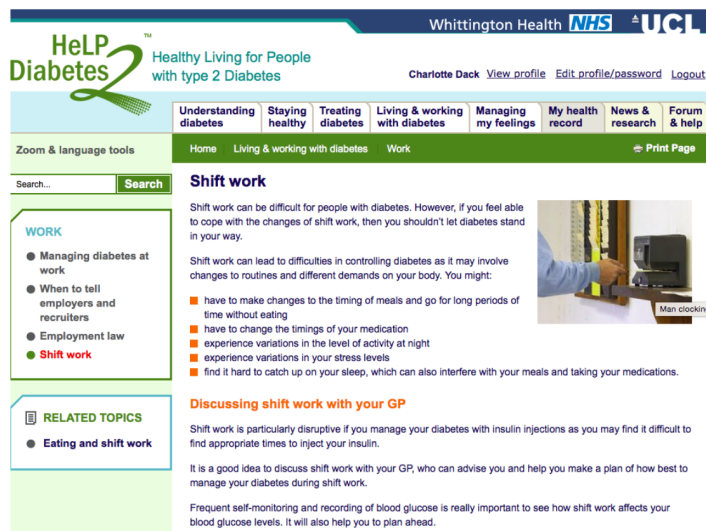 Whittington Health NHS UCL
HeLP
Diabetes
2
TM
Healthy Living for People
with type 2 Diabetes
Charlotte Dack View profile Edit profile/password Logout
Understanding diabetes
Staying healthy
Treating diabetes
Living & working with diabetes
Managing my feelings
My health record
News & research
Forum & help
Zoom & language tools
Home Living & working with diabetes Work
Print Page
Search...
Search
WORK
Managing diabetes at
work
When to tell
employers and
recruiters
Employment law
Shift work
RELATED TOPICS
Eating and shift work
Shift work
Shift work can be difficult for people with diabetes. However, if you feel able
to cope with the changes of shift work, then you shouldn't let diabetes stand
in your way.
Shift work can lead to difficulties in controlling diabetes as it may involve
changes to routines and different demands on your body. You might:
have to make changes to the timing of meals and go for long periods of
time without eating
have to change the timings of your medication
experience variations in the level of activity at night
experience variations in your stress levels
find it hard to catch up on your sleep, which can also interfere with your meals and taking your medications.
Man clocking
Discussing shift work with your GP
Shift work is particularly disruptive if you manage your diabetes with insulin injections as you may find it difficult to
find appropriate times to inject your insulin.
It is a good idea to discuss shift work with your GP, who can advise you and help you make a plan of how best to
manage your diabetes during shift work.
Frequent self-monitoring and recording of blood glucose is really important to see how shift work affects your
blood glucose levels. It will also help you to plan ahead.